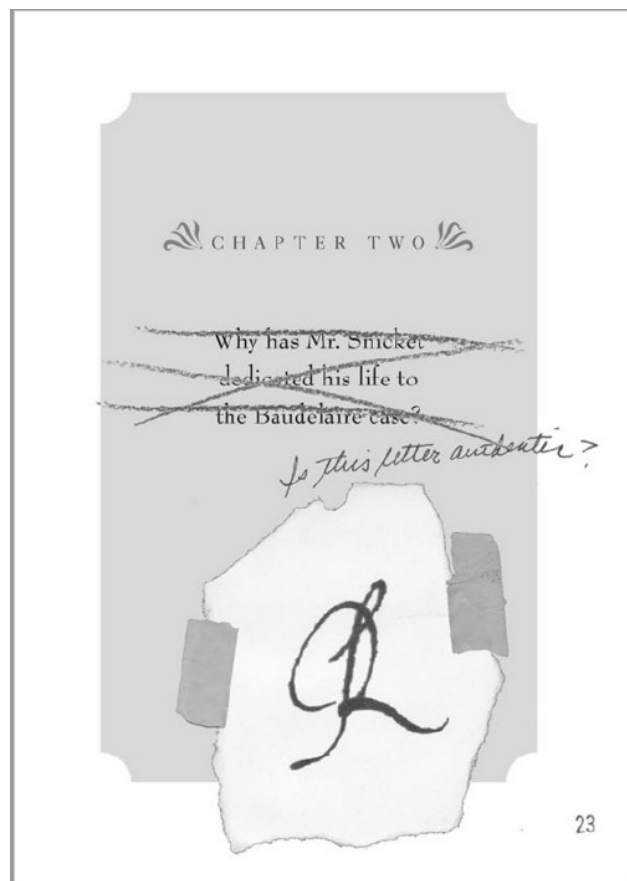 CHAPTER TWO
Why has Mr. Snicket
dedicated his life to
the Baudelaire case?
Is this letter authentic?
R
23